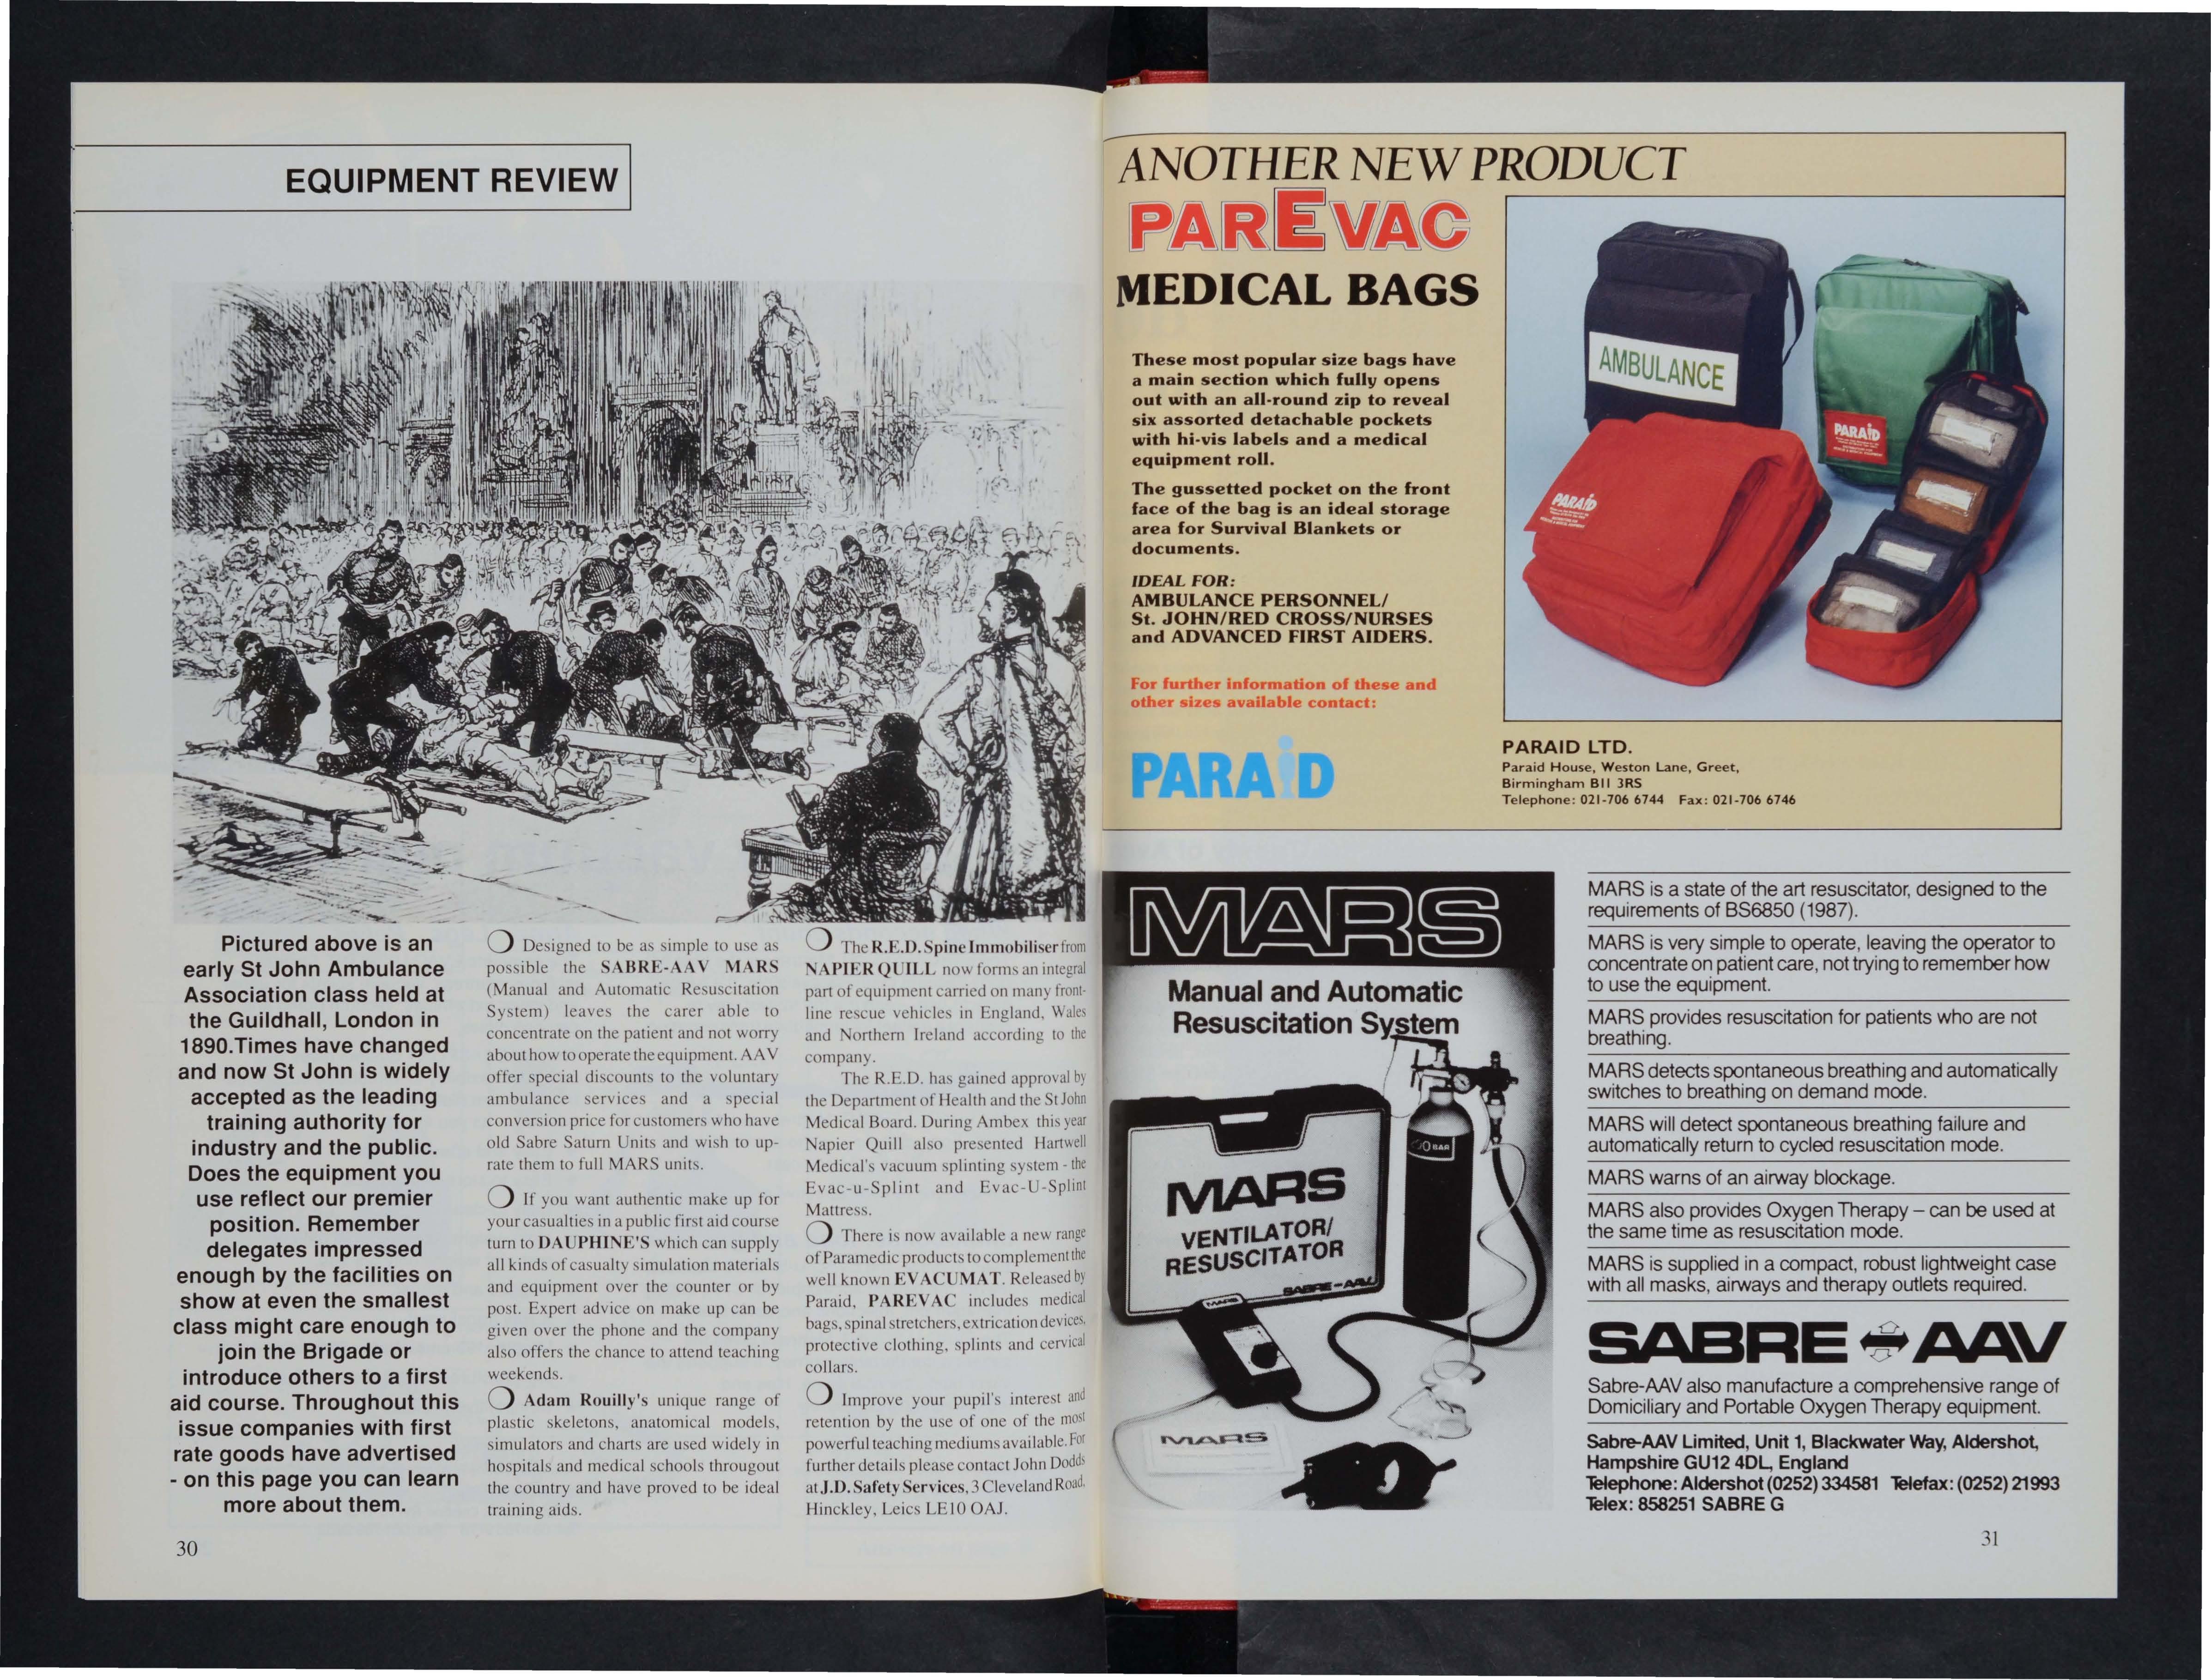 EQUIPMENT REVIEW
Pictured above is an
early St John Ambulance
Association class held at
the Guildhall, London in
1890.Times have changed
and now St John is widely
accepted as the leading
training authority for
industry and the public.
Does the equipment you
use reflect our premier
position. Remember
delegates impressed
enough by the facilities on
show at even the smallest
class might care enough to
join the Brigade or
introduce others to a first
aid course. Throughout this
issue companies with first
rate goods have advertised
- on this page you can learn
more about them.
Designed to be as simple to use as
possible the SABRE-AAV MARS
(Manual and Automatic Resuscitation
System) leaves the carer able to
concentrate on the patient and not worry
about how to operate the equipment. AAV
offer special discounts to the voluntary
ambulance services and a special
conversion price for customers who have
old Sabre Saturn Units and wish to up-
rate them to full MARS units.
If you want authentic make up for
your casualties in a public first aid course
turn to DAUPHINE'S which can supply
all kinds of casualty simulation materials
and equipment over the counter or by
post. Expert advice on make up can be
given over the phone and the company
also offers the chance to attend teaching
weekends.
Adam Rouilly's unique range of
plastic skeletons, anatomical models,
simulators and charts are used widely in
hospitals and medical schools througout
the country and have proved to be ideal
training aids.
The R.E.D. Spine Immobiliser from
NAPIER QUILL now forms an integral
part of equipment carried on many front-
line rescue vehicles in England, Wales
and Northern Ireland according to the
company.
The R.E.D. has gained approval by
the Department of Health and the St John
Medical Board. During Ambex this year
Napier Quill also presented Hartwell
Medical's vacuum splinting system - the
Evac-u-Splint and Evac-U-Splint
Mattress.
There is now available a new range
of Paramedic products to complement the
well known EVACUMAT. Released by
Paraid, PAREVAC includes medical
bags, spinal stretchers, extrication devices,
protective clothing, splints and cervical
collars.
Improve your pupil's interest and
retention by the use of one of the most
powerful teaching mediums available. For
further details please contact John Dodds
at J.D. Safety Services, 3 Cleveland Road,
Hinckley, Leics LE10 OAJ.
30
ANOTHER NEW PRODUCT
PAREVAC
MEDICAL BAGS
These most popular size bags have
a main section which fully opens
out with an all-round zip to reveal
six assorted detachable pockets
with hi-vis labels and a medical
equipment roll.
The gussetted pocket on the front
face of the bag is an ideal storage
area for Survival Blankets or
documents.
IDEAL FOR:
AMBULANCE PERSONNEL/
St. JOHN/RED CROSS/NURSES
and ADVANCED FIRST AIDERS.
For further information of these and
other sizes available contact:
PARAID
AMBULANCE
PARAID
PARAID
PARAID LTD.
Paraid House, Weston Lane, Greet,
Birmingham B11 3RS
Telephone: 021-706 6744 Fax: 021-706 6746
MARS
Manual and Automatic
Resuscitation System
BAR
MARS
VENTILATOR/
RESUSCITATOR
SABRE-AAV
MARS
MARS
MARS is a state of the art resuscitator, designed to the
requirements of BS6850 (1987).
MARS is very simple to operate, leaving the operator to
concentrate on patient care, not trying to remember how
to use the equipment.
MARS provides resuscitation for patients who are not
breathing.
MARS detects spontaneous breathing and automatically
switches to breathing on demand mode.
MARS will detect spontaneous breathing failure and
automatically return to cycled resuscitation mode.
MARS warns of an airway blockage.
MARS also provides Oxygen Therapy – can be used at
the same time as resuscitation mode.
MARS is supplied in a compact, robust lightweight case
with all masks, airways and therapy outlets required.
SABRE AAV
Sabre-AAV also manufacture a comprehensive range of
Domiciliary and Portable Oxygen Therapy equipment.
Sabre-AAV Limited, Unit 1, Blackwater Way, Aldershot,
Hampshire GU12 4DL, England
Telephone: Aldershot (0252) 334581 Telefax: (0252) 21993
Telex: 858251 SABRE G
31